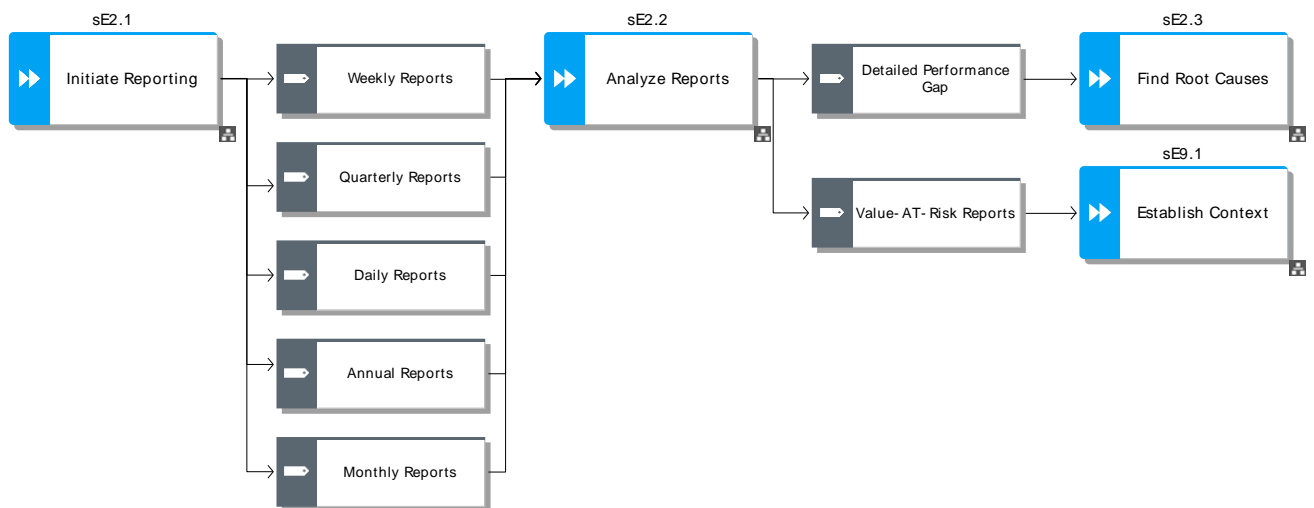 sE2.1
Initiate Reporting
Weekly Reports
Quarterly Reports
Daily Reports
Annual Reports
Monthly Reports
sE2.2
Analyze Reports
Detailed Performance
Gap
Value- AT- Risk Reports
sE2.3
Find Root Causes
sE9.1
Establish Context